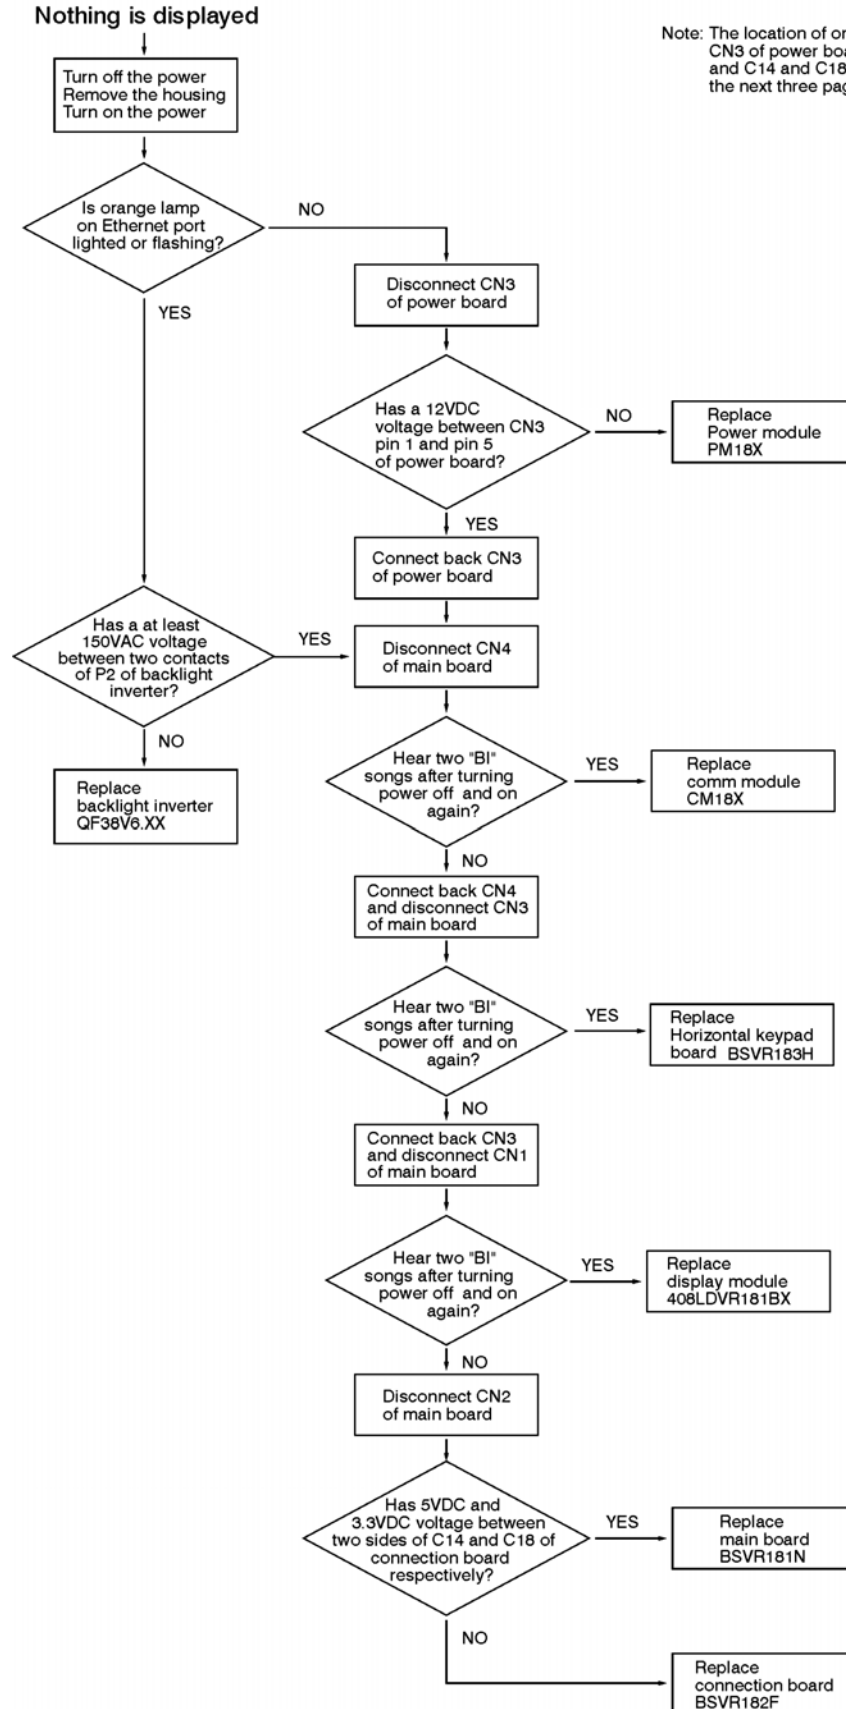 Nothing is displayed
Note: The location of
CN3 of power
and C14 and C18
the next three
Turn off the power
Remove the housing
Turn on the power
Is orange lamp
on Ethernet port
lighted or flashing?
NO
YES
Disconnect CN3
of power board
Has a 12VDC
voltage between CN3
pin 1 and pin 5
of power board?
NO
Replace
Power module
PM18X
YES
Connect back CN3
of power board
Has a at least
150VAC voltage
between two contacts
of P2 of backlight
inverter?
YES
Disconnect CN4
of main board
NO
Replace
backlight inverter
QF38V6.XX
Hear two "BI"
songs after turning
power off and on
again?
YES
Replace
comm module
CM18X
NO
Connect back CN4
and disconnect CN3
of main board
Hear two "BI"
songs after turning
power off and on
again?
YES
Replace
Horizontal keypad
board BSVR183H
NO
Connect back CN3
and disconnect CN1
of main board
Hear two "BI"
songs after turning
power off and on
again?
YES
Replace
display module
408LDVR181BX
NO
Disconnect CN2
of main board
Has 5VDC and
3.3VDC voltage between
two sides of C14 and C18 of
connection board
respectively?
YES
Replace
main board
BSVR181N
NO
Replace
connection board
BSVR182F